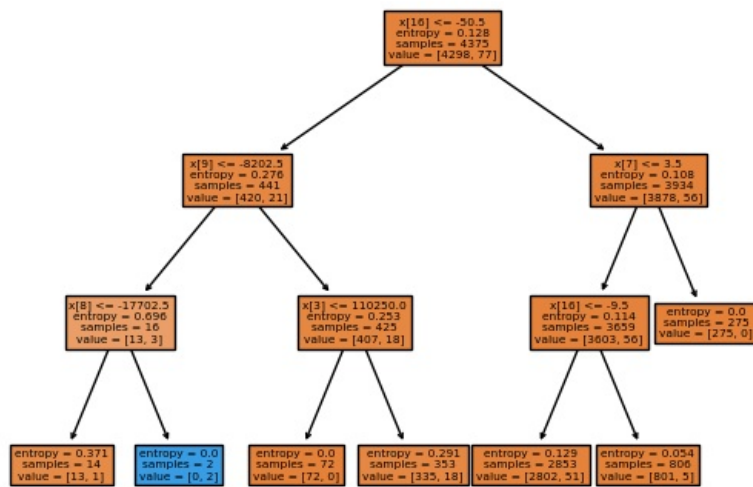 x[16] <= -50.5
entropy = 0.128
samples = 4375
value = [4298, 77]
x[9] <= -8202.5
entropy = 0.276
samples = 441
value = [420, 21]
x[7] <= 3.5
entropy = 0.108
samples = 3934
value = [3878, 56]
x[8] <= -17702.5
entropy = 0.696
samples = 16
value = [13, 3]
x[3] <= 110250.0
entropy = 0.253
samples = 425
value = [407, 18]
x[16] <= -9.5
entropy = 0.114
samples = 3659
value = [3603, 56]
entropy = 0.0
samples = 275
value = [275, 0]
entropy = 0.371
samples = 14
value = [13, 1]
entropy = 0.0
samples = 2
value = [0, 2]
entropy = 0.0
samples = 72
value = [72, 0]
entropy = 0.291
samples = 353
value = [335, 18]
entropy = 0.129
samples = 2853
value = [2802, 51]
entropy = 0.054
samples = 806
value = [801, 5]